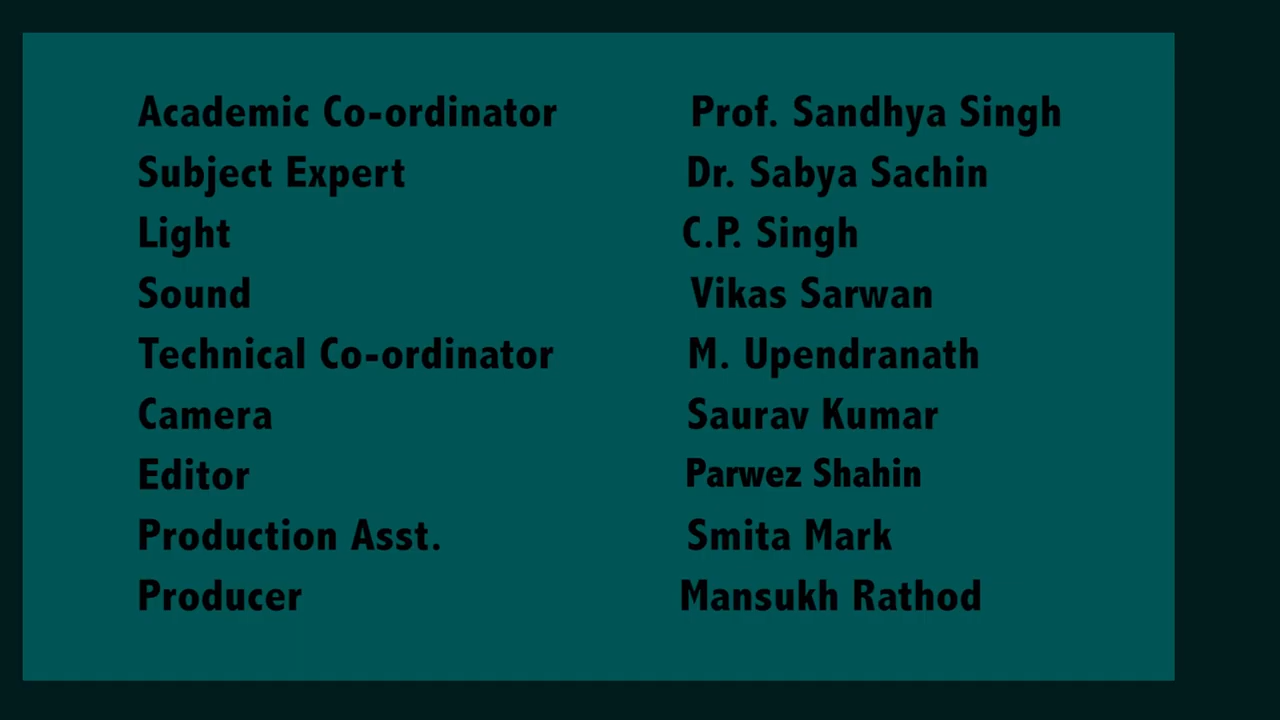 Academic Co-ordinator Prof. Sandhya Singh
Subject Expert Dr. Sabya Sachin
Light C.P. Singh
Sound Vikas Sarwan
Technical Co-ordinator M. Upendranath
Camera Saurav Kumar
Editor Parwez Shahin
Production Asst. Smita Mark
Producer Mansukh Rathod